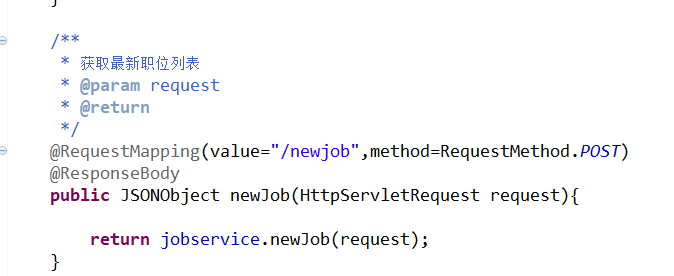 }
/**
 * 获取最新职位列表
 * @param request
 * @return
 */
@RequestMapping(value="/newjob",method=RequestMethod.POST)
@ResponseBody
public JSONObject newJob(HttpServletRequest request){
return jobservice.newJob(request);
}